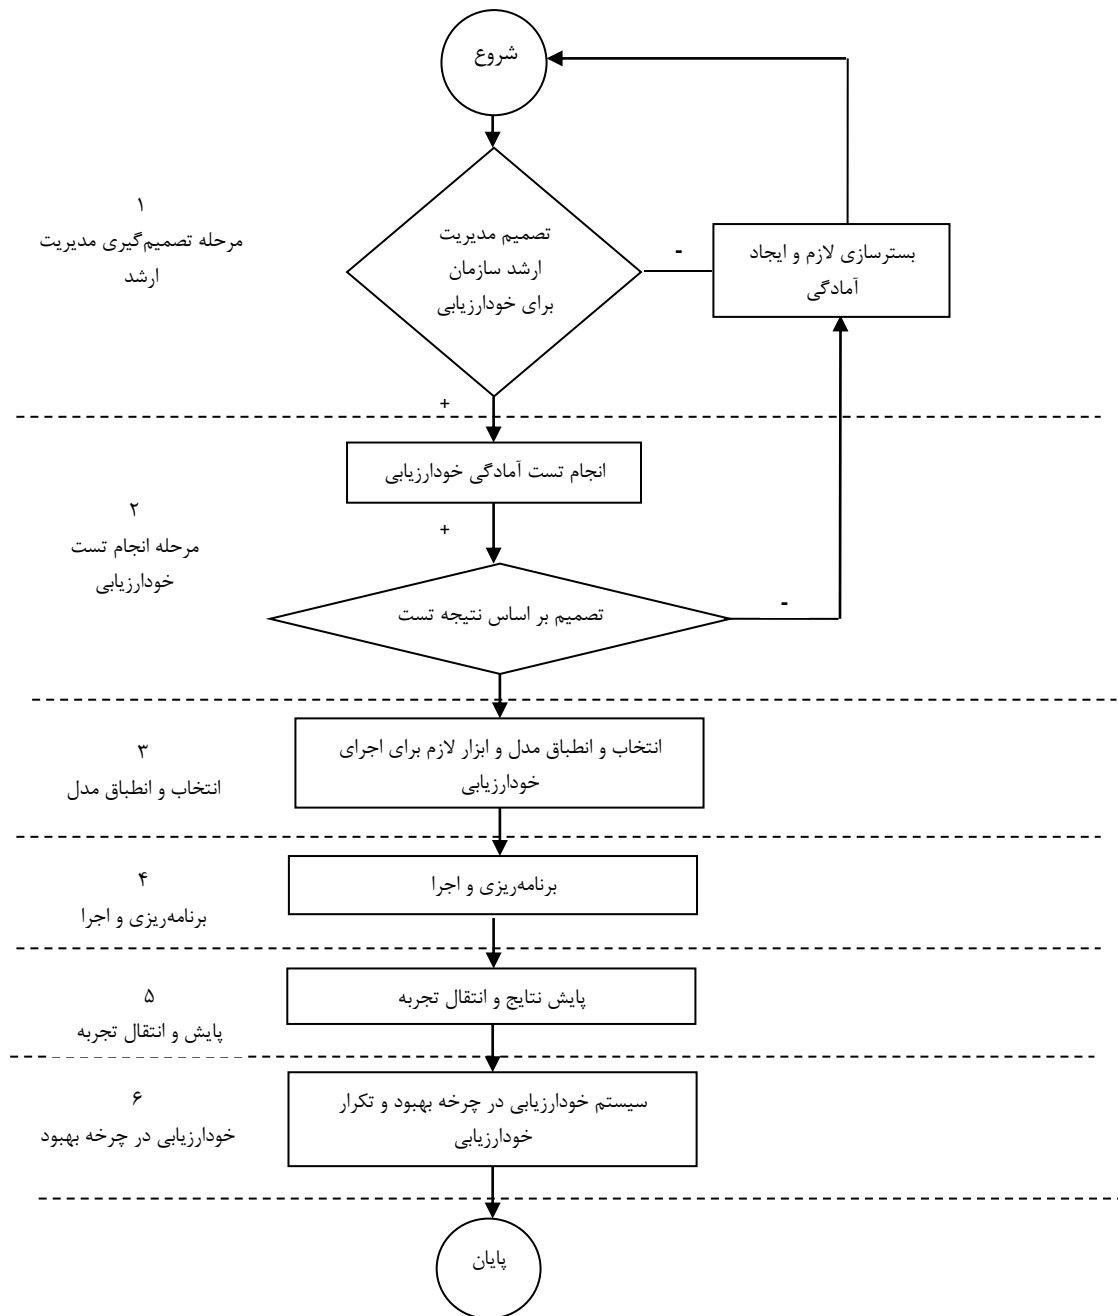 شروع
۱
مرحله تصمیم‌گیری مدیریت
ارشد
تصمیم مدیریت
ارشد سازمان
برای خودارزیابی
-
بسترسازی لازم و ایجاد
آمادگی
+
انجام تست آمادگی خودارزیابی
۲
مرحله انجام تست
خودارزیابی
+
تصمیم بر اساس نتیجه تست
-
انتخاب و انطباق مدل و ابزار لازم برای اجرای
خودارزیابی
۳
انتخاب و انطباق مدل
برنامه‌ریزی و اجرا
۴
برنامه‌ریزی و اجرا
پایش نتایج و انتقال تجربه
۵
پایش و انتقال تجربه
سیستم خودارزیابی در چرخه بهبود و تکرار
خودارزیابی
۶
خودارزیابی در چرخه بهبود
پایان